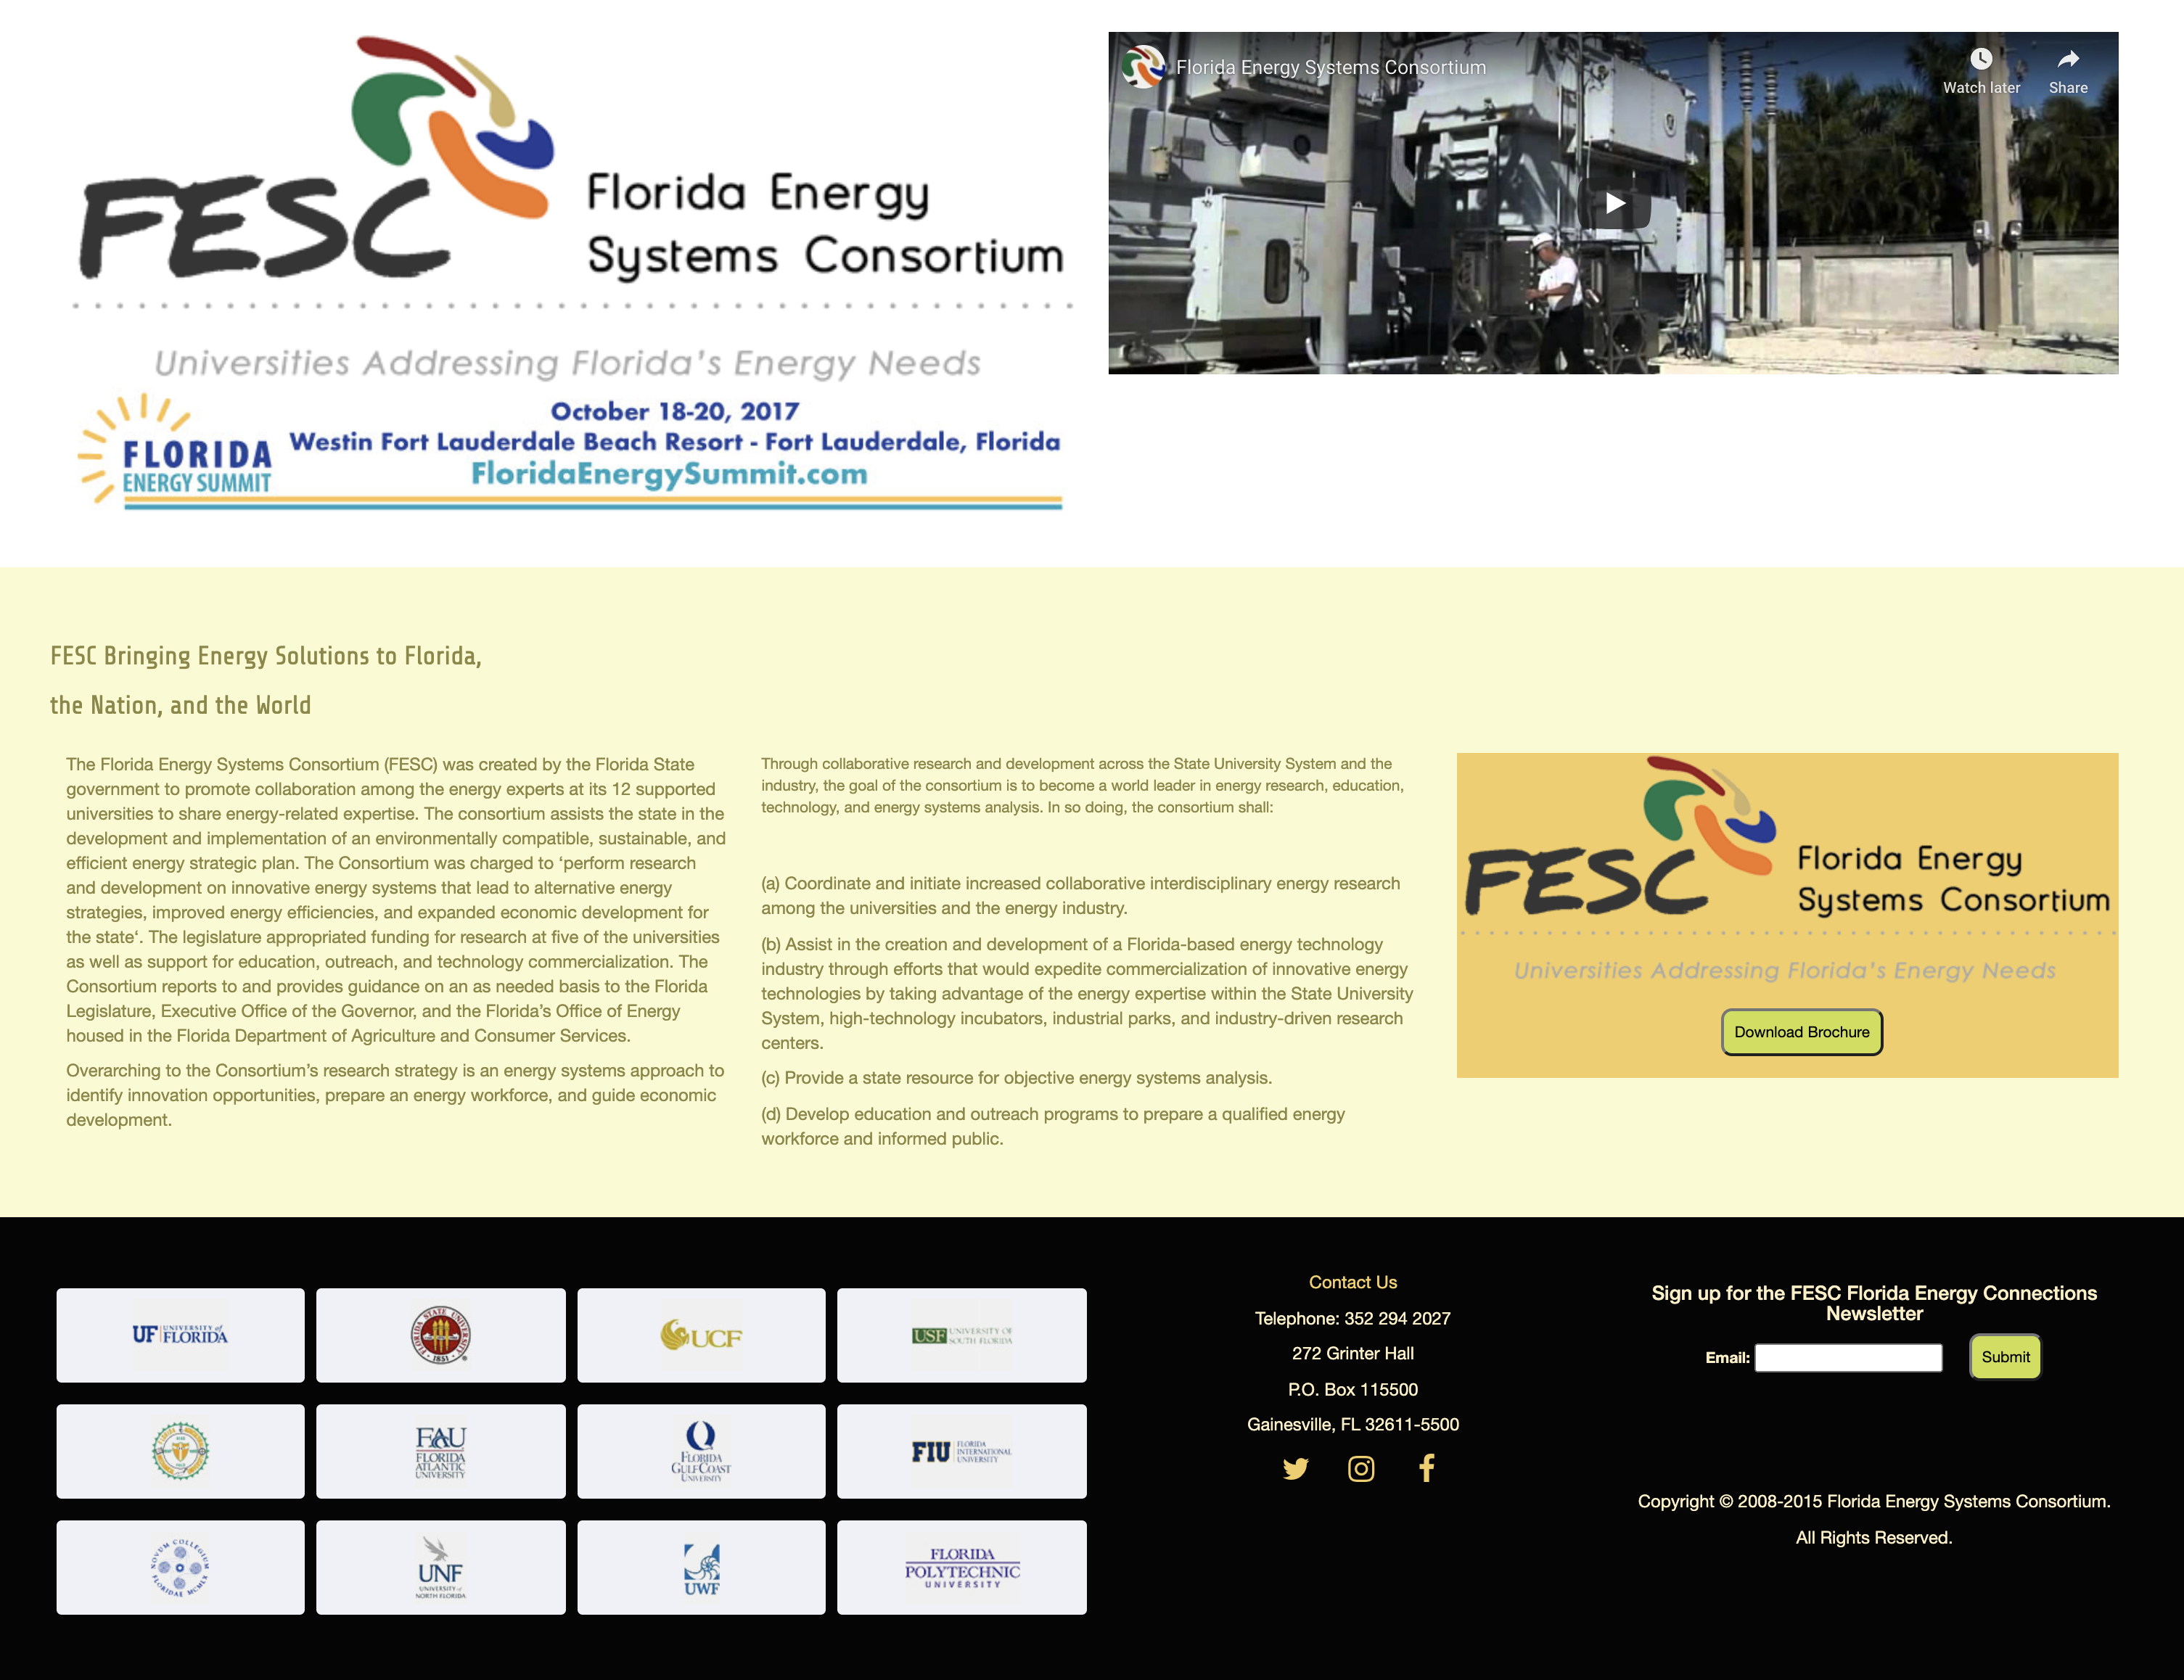 FESC
Florida Energy
Systems Consortium
Universities Addressing Florida's Energy Needs
FLORIDA
ENERGY SUMMIT
October 18-20, 2017
Westin Fort Lauderdale Beach Resort - Fort Lauderdale, Florida
FloridaEnergySummit.com
Florida Energy Systems Consortium
Watch later
Share
FESC Bringing Energy Solutions to Florida,
the Nation, and the World
The Florida Energy Systems Consortium (FESC) was created by the Florida State
government to promote collaboration among the energy experts at its 12 supported
universities to share energy-related expertise. The consortium assists the state in the
development and implementation of an environmentally compatible, sustainable, and
efficient energy strategic plan. The Consortium was charged to ‘perform research
and development on innovative energy systems that lead to alternative energy
strategies, improved energy efficiencies, and expanded economic development for
the state‘. The legislature appropriated funding for research at five of the universities
as well as support for education, outreach, and technology commercialization. The
Consortium reports to and provides guidance on an as needed basis to the Florida
Legislature, Executive Office of the Governor, and the Florida’s Office of Energy
housed in the Florida Department of Agriculture and Consumer Services.
Overarching to the Consortium’s research strategy is an energy systems approach to
identify innovation opportunities, prepare an energy workforce, and guide economic
development.
Through collaborative research and development across the State University System and the
industry, the goal of the consortium is to become a world leader in energy research, education,
technology, and energy systems analysis. In so doing, the consortium shall:
(a) Coordinate and initiate increased collaborative interdisciplinary energy research
among the universities and the energy industry.
(b) Assist in the creation and development of a Florida-based energy technology
industry through efforts that would expedite commercialization of innovative energy
technologies by taking advantage of the energy expertise within the State University
System, high-technology incubators, industrial parks, and industry-driven research
centers.
(c) Provide a state resource for objective energy systems analysis.
(d) Develop education and outreach programs to prepare a qualified energy
workforce and informed public.
FESC
Florida Energy
Systems Consortium
Universities Addressing Florida's Energy Needs
Download Brochure
UF UNIVERSITY of
FLORIDA
FLORIDA STATE UNIVERSITY
1851
UCF
USF UNIVERSITY OF
SOUTH FLORIDA
FAU
FLORIDA
ATLANTIC
UNIVERSITY
FLORIDA
GULF COAST
UNIVERSITY
FIU FLORIDA
INTERNATIONAL
UNIVERSITY
NOVUM COLLEGIUM
FLORIDAE MCMLX
UNF
UNIVERSITY of
NORTH FLORIDA
UWF
FLORIDA
POLYTECHNIC
UNIVERSITY
Contact Us
Telephone: 352 294 2027
272 Grinter Hall
P.O. Box 115500
Gainesville, FL 32611-5500
Sign up for the FESC Florida Energy Connections
Newsletter
Email:
Submit
Copyright © 2008-2015 Florida Energy Systems Consortium.
All Rights Reserved.